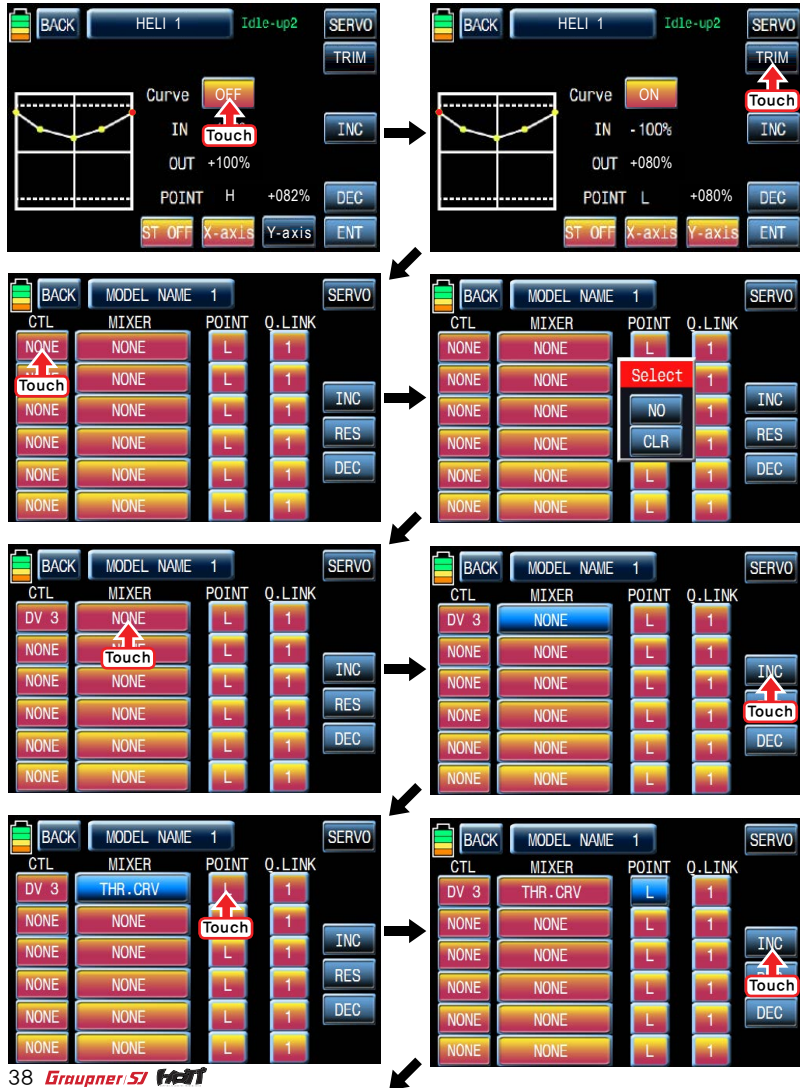 BACK HELI 1 Idle-up2 SERVO
TRIM
Curve OFF
Touch
IN
INC
OUT +100%
POINT H +082% DEC
ST OFF X-axis Y-axis ENT
BACK HELI 1 Idle-up2 SERVO
TRIM
Touch
Curve ON
IN -100% INC
OUT +080%
POINT L +080% DEC
ST OFF X-axis Y-axis ENT
BACK MODEL NAME 1 SERVO
CTL MIXER POINT Q.LINK
NONE NONE L 1
Touch
NONE L 1
NONE NONE L 1 INC
NONE NONE L 1 RES
NONE NONE L 1 DEC
NONE NONE L 1
BACK MODEL NAME 1 SERVO
CTL MIXER POINT Q.LINK
NONE NONE L 1
NONE NONE Select 1
NONE NONE NO 1 INC
NONE NONE CLR 1 RES
NONE NONE L 1 DEC
NONE NONE L 1
BACK MODEL NAME 1 SERVO
CTL MIXER POINT Q.LINK
DV 3 NONE L 1
NONE Touch L 1
NONE NONE L 1 INC
NONE NONE L 1 RES
NONE NONE L 1 DEC
NONE NONE L 1
BACK MODEL NAME 1 SERVO
CTL MIXER POINT Q.LINK
DV 3 NONE L 1
NONE NONE L 1
NONE NONE L 1 INC
NONE NONE L 1 Touch
NONE NONE L 1 DEC
NONE NONE L 1
BACK MODEL NAME 1 SERVO
CTL MIXER POINT Q.LINK
DV 3 THR.CRV L 1
NONE NONE Touch 1
NONE NONE L 1 INC
NONE NONE L 1 RES
NONE NONE L 1 DEC
NONE NONE L 1
BACK MODEL NAME 1 SERVO
CTL MIXER POINT Q.LINK
DV 3 THR.CRV L 1
NONE NONE L 1
NONE NONE L 1 INC
NONE NONE L 1 Touch
NONE NONE L 1 DEC
NONE NONE L 1
38 Graupner SJ HoTT